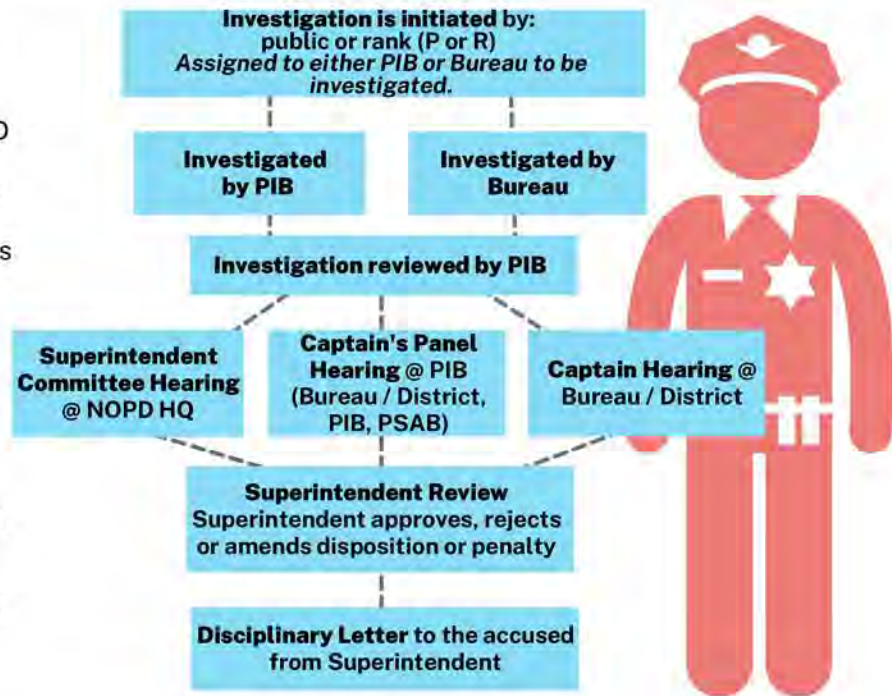 Investigation is initiated by:
public or rank (P or R)
Assigned to either PIB or Bureau to be
investigated.
Investigated
by PIB
Investigated by
Bureau
Investigation reviewed by PIB
Superintendent
Committee Hearing
@ NOPD HQ
Captain's Panel
Hearing @ PIB
(Bureau / District,
PIB, PSAB)
Captain Hearing @
Bureau / District
Superintendent Review
Superintendent approves, rejects
or amends disposition or penalty
Disciplinary Letter to the accused
from Superintendent